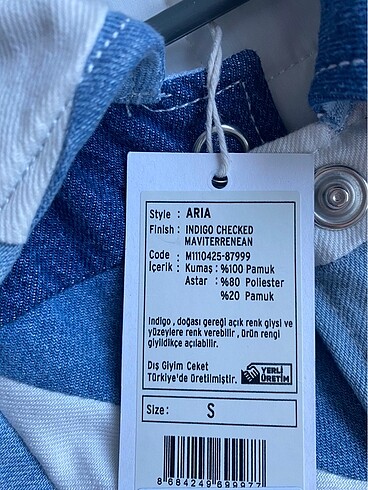 Style : ARIA
Finish : INDIGO CHECKED
MAVITERRENEAN
Code : M1110425-87999
İçerik : Kumaş : %100 Pamuk
Astar : %80 Poliester
%20 Pamuk
Indigo , doğası gereği açık renk giysi ve
yüzeylere renk verebilir , ürün rengi
giyildikçe açılabilir.
Dış Giyim Ceket
Türkiye'de üretilmiştir.
YERLİ
ÜRETİM
Size: S
8 684249 699977